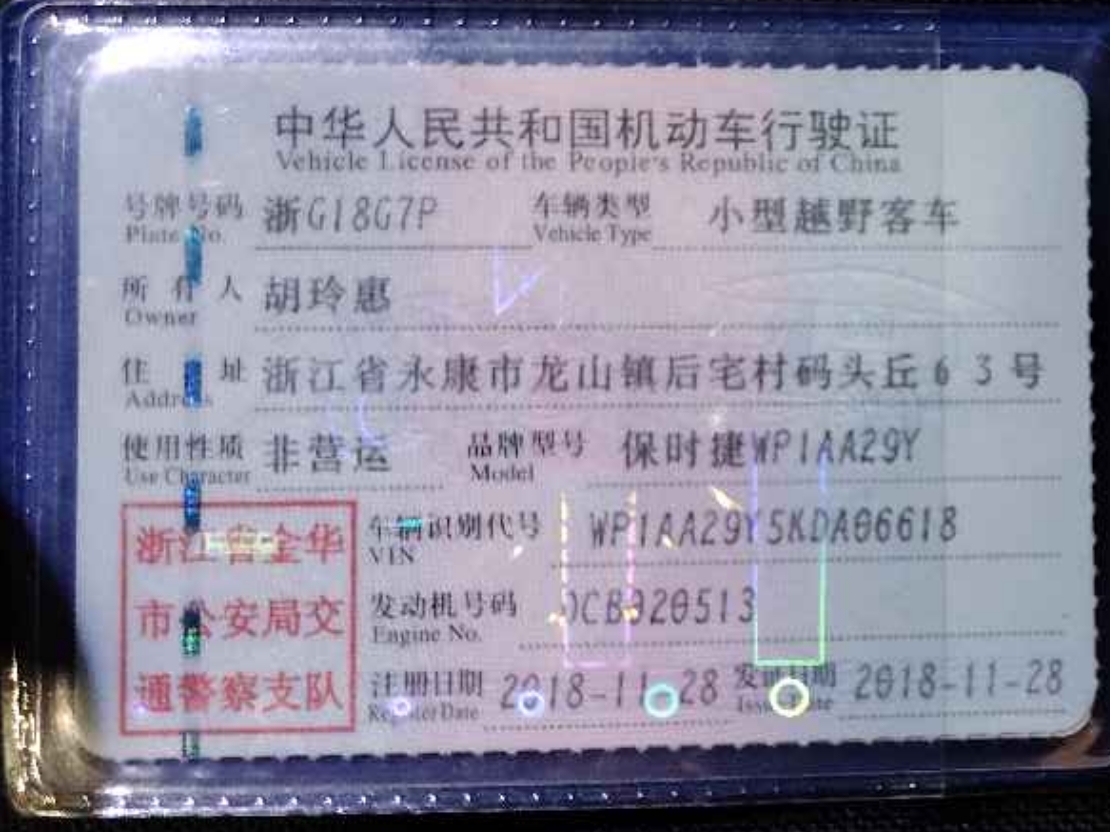 中华人民共和国机动车行驶证
Vehicle License of the People's Republic of China
号牌号码 浙G18G7P 车辆类型 小型越野客车
Plate No. Vehicle Type
所有人 胡玲惠
Owner
住址 浙江省永康市龙山镇后宅村码头丘63号
Address
使用性质 非营运 品牌型号 保时捷WP1AA29Y
Use Character Model
浙江省金华 车辆识别代号 WP1AA29Y5KDA06618
VIN
市公安局交 发动机号码 DCB020513
Engine No.
通警察支队 注册日期 2018-11-28 发证日期 2018-11-28
Register Date Issue Date